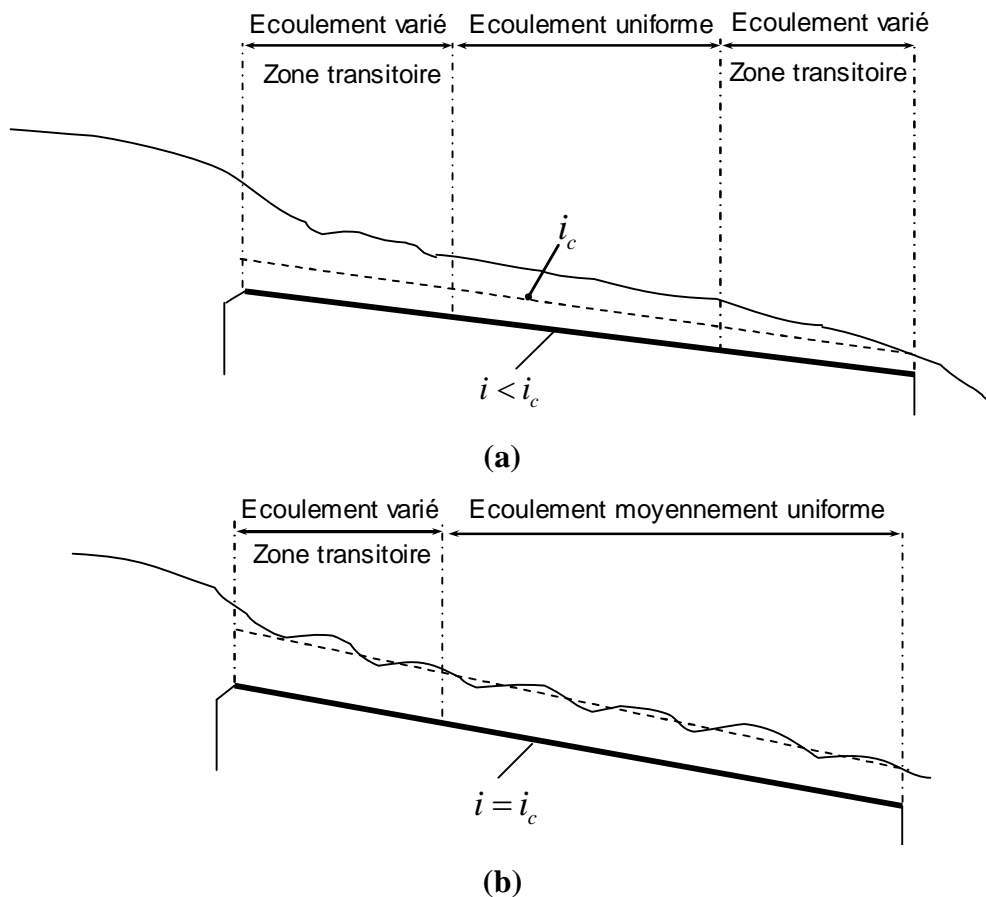 Ecoulement varié Ecoulement uniforme Ecoulement varié
Zone transitoire Zone transitoire
i_c
i < i_c
(a)
Ecoulement varié Ecoulement moyennement uniforme
Zone transitoire
i = i_c
(b)